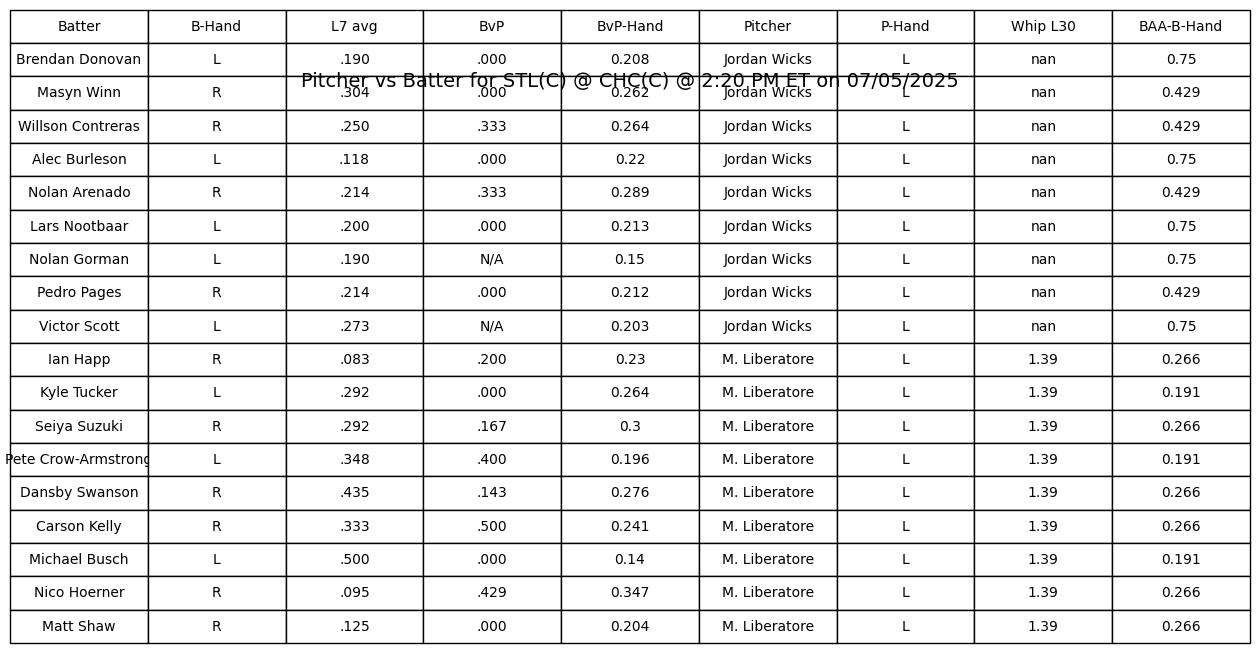 Batter B-Hand L7 avg BvP BvP-Hand Pitcher P-Hand Whip L30 BAA-B-Hand
Brendan Donovan L .190 .000 0.208 Jordan Wicks L nan 0.75
Pitcher vs Batter for STL(C) @ CHC(C) @ 2:20 PM ET on 07/05/2025
Masyn Winn R .304 .000 0.262 Jordan Wicks L nan 0.429
Willson Contreras R .250 .333 0.264 Jordan Wicks L nan 0.429
Alec Burleson L .118 .000 0.22 Jordan Wicks L nan 0.75
Nolan Arenado R .214 .333 0.289 Jordan Wicks L nan 0.429
Lars Nootbaar L .200 .000 0.213 Jordan Wicks L nan 0.75
Nolan Gorman L .190 N/A 0.15 Jordan Wicks L nan 0.75
Pedro Pages R .214 .000 0.212 Jordan Wicks L nan 0.429
Victor Scott L .273 N/A 0.203 Jordan Wicks L nan 0.75
Ian Happ R .083 .200 0.23 M. Liberatore L 1.39 0.266
Kyle Tucker L .292 .000 0.264 M. Liberatore L 1.39 0.191
Seiya Suzuki R .292 .167 0.3 M. Liberatore L 1.39 0.266
Pete Crow-Armstrong L .348 .400 0.196 M. Liberatore L 1.39 0.191
Dansby Swanson R .435 .143 0.276 M. Liberatore L 1.39 0.266
Carson Kelly R .333 .500 0.241 M. Liberatore L 1.39 0.266
Michael Busch L .500 .000 0.14 M. Liberatore L 1.39 0.191
Nico Hoerner R .095 .429 0.347 M. Liberatore L 1.39 0.266
Matt Shaw R .125 .000 0.204 M. Liberatore L 1.39 0.266